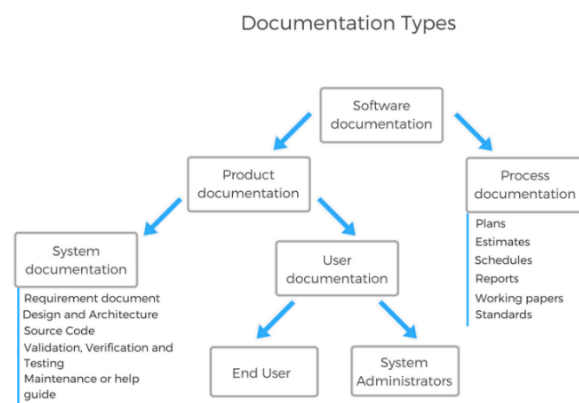 Documentation Types
Software
documentation
Product
documentation
Process
documentation
Plans
Estimates
Schedules
Reports
Working papers
Standards
System
documentation
User
documentation
Requirement document
Design and Architecture
Source Code
Validation, Verification and
Testing
Maintenance or help
guide
End User
System
Administrators